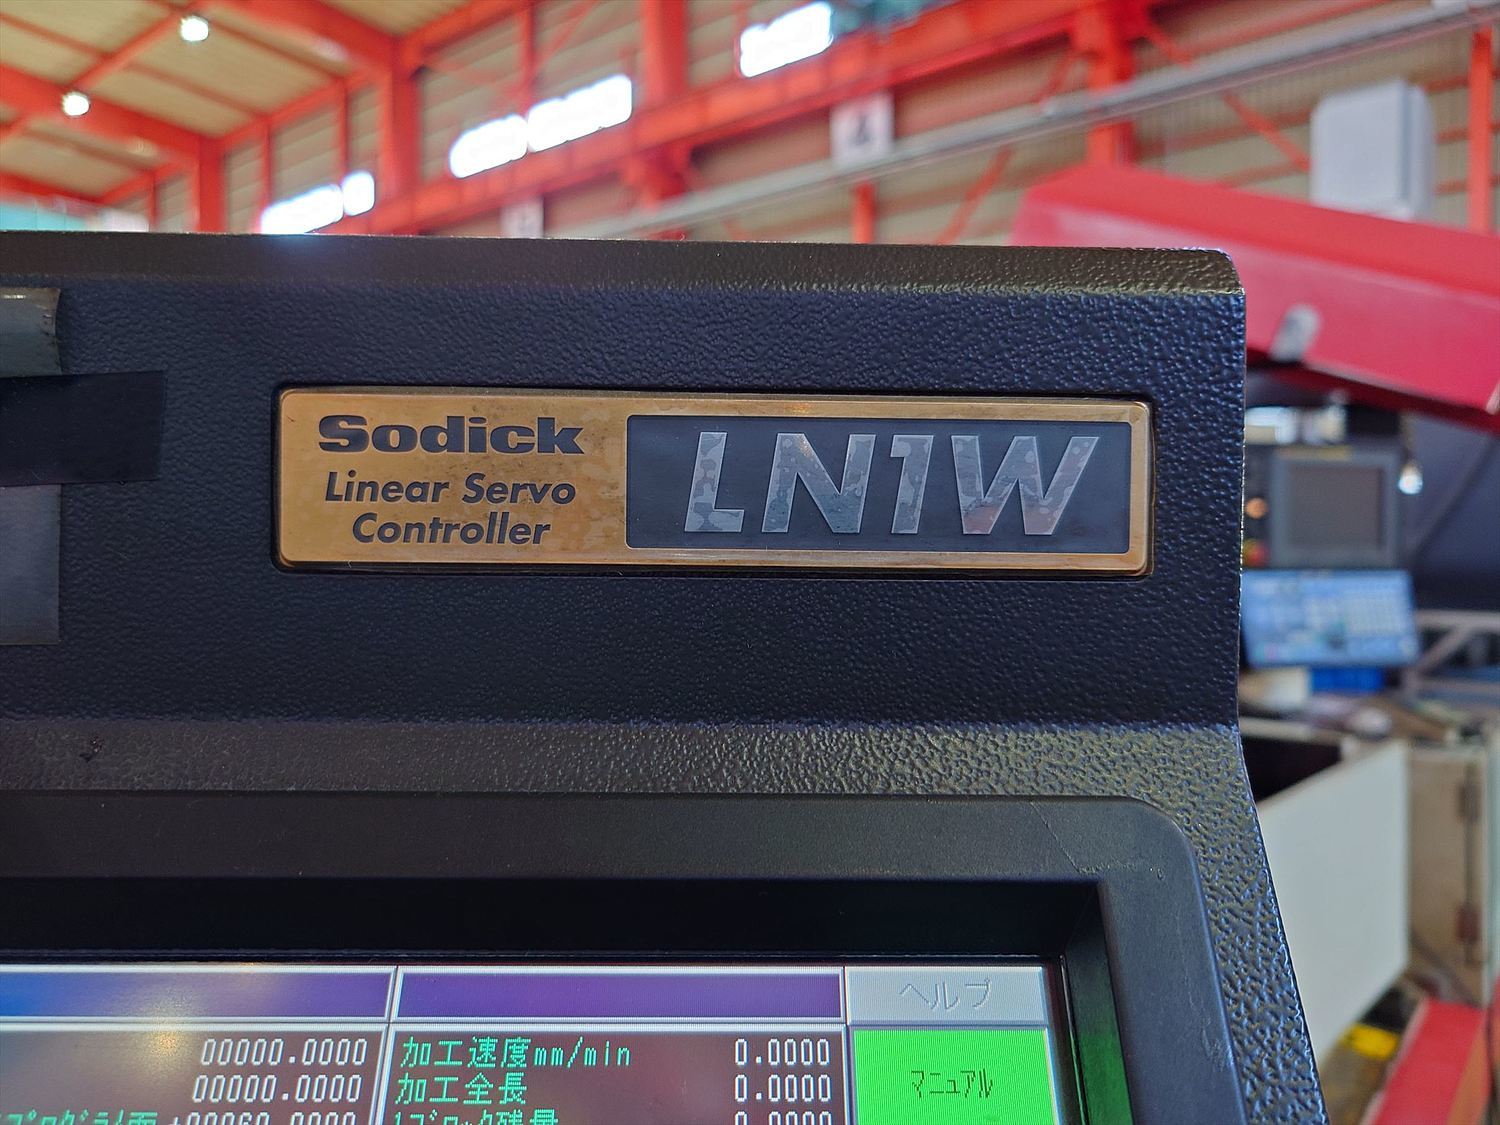 Sodick
Linear Servo
Controller
LN1W
ヘルプ
00000.0000
加工速度mm/min 0.0000
マニュアル
00000.0000
加工全長 0.0000